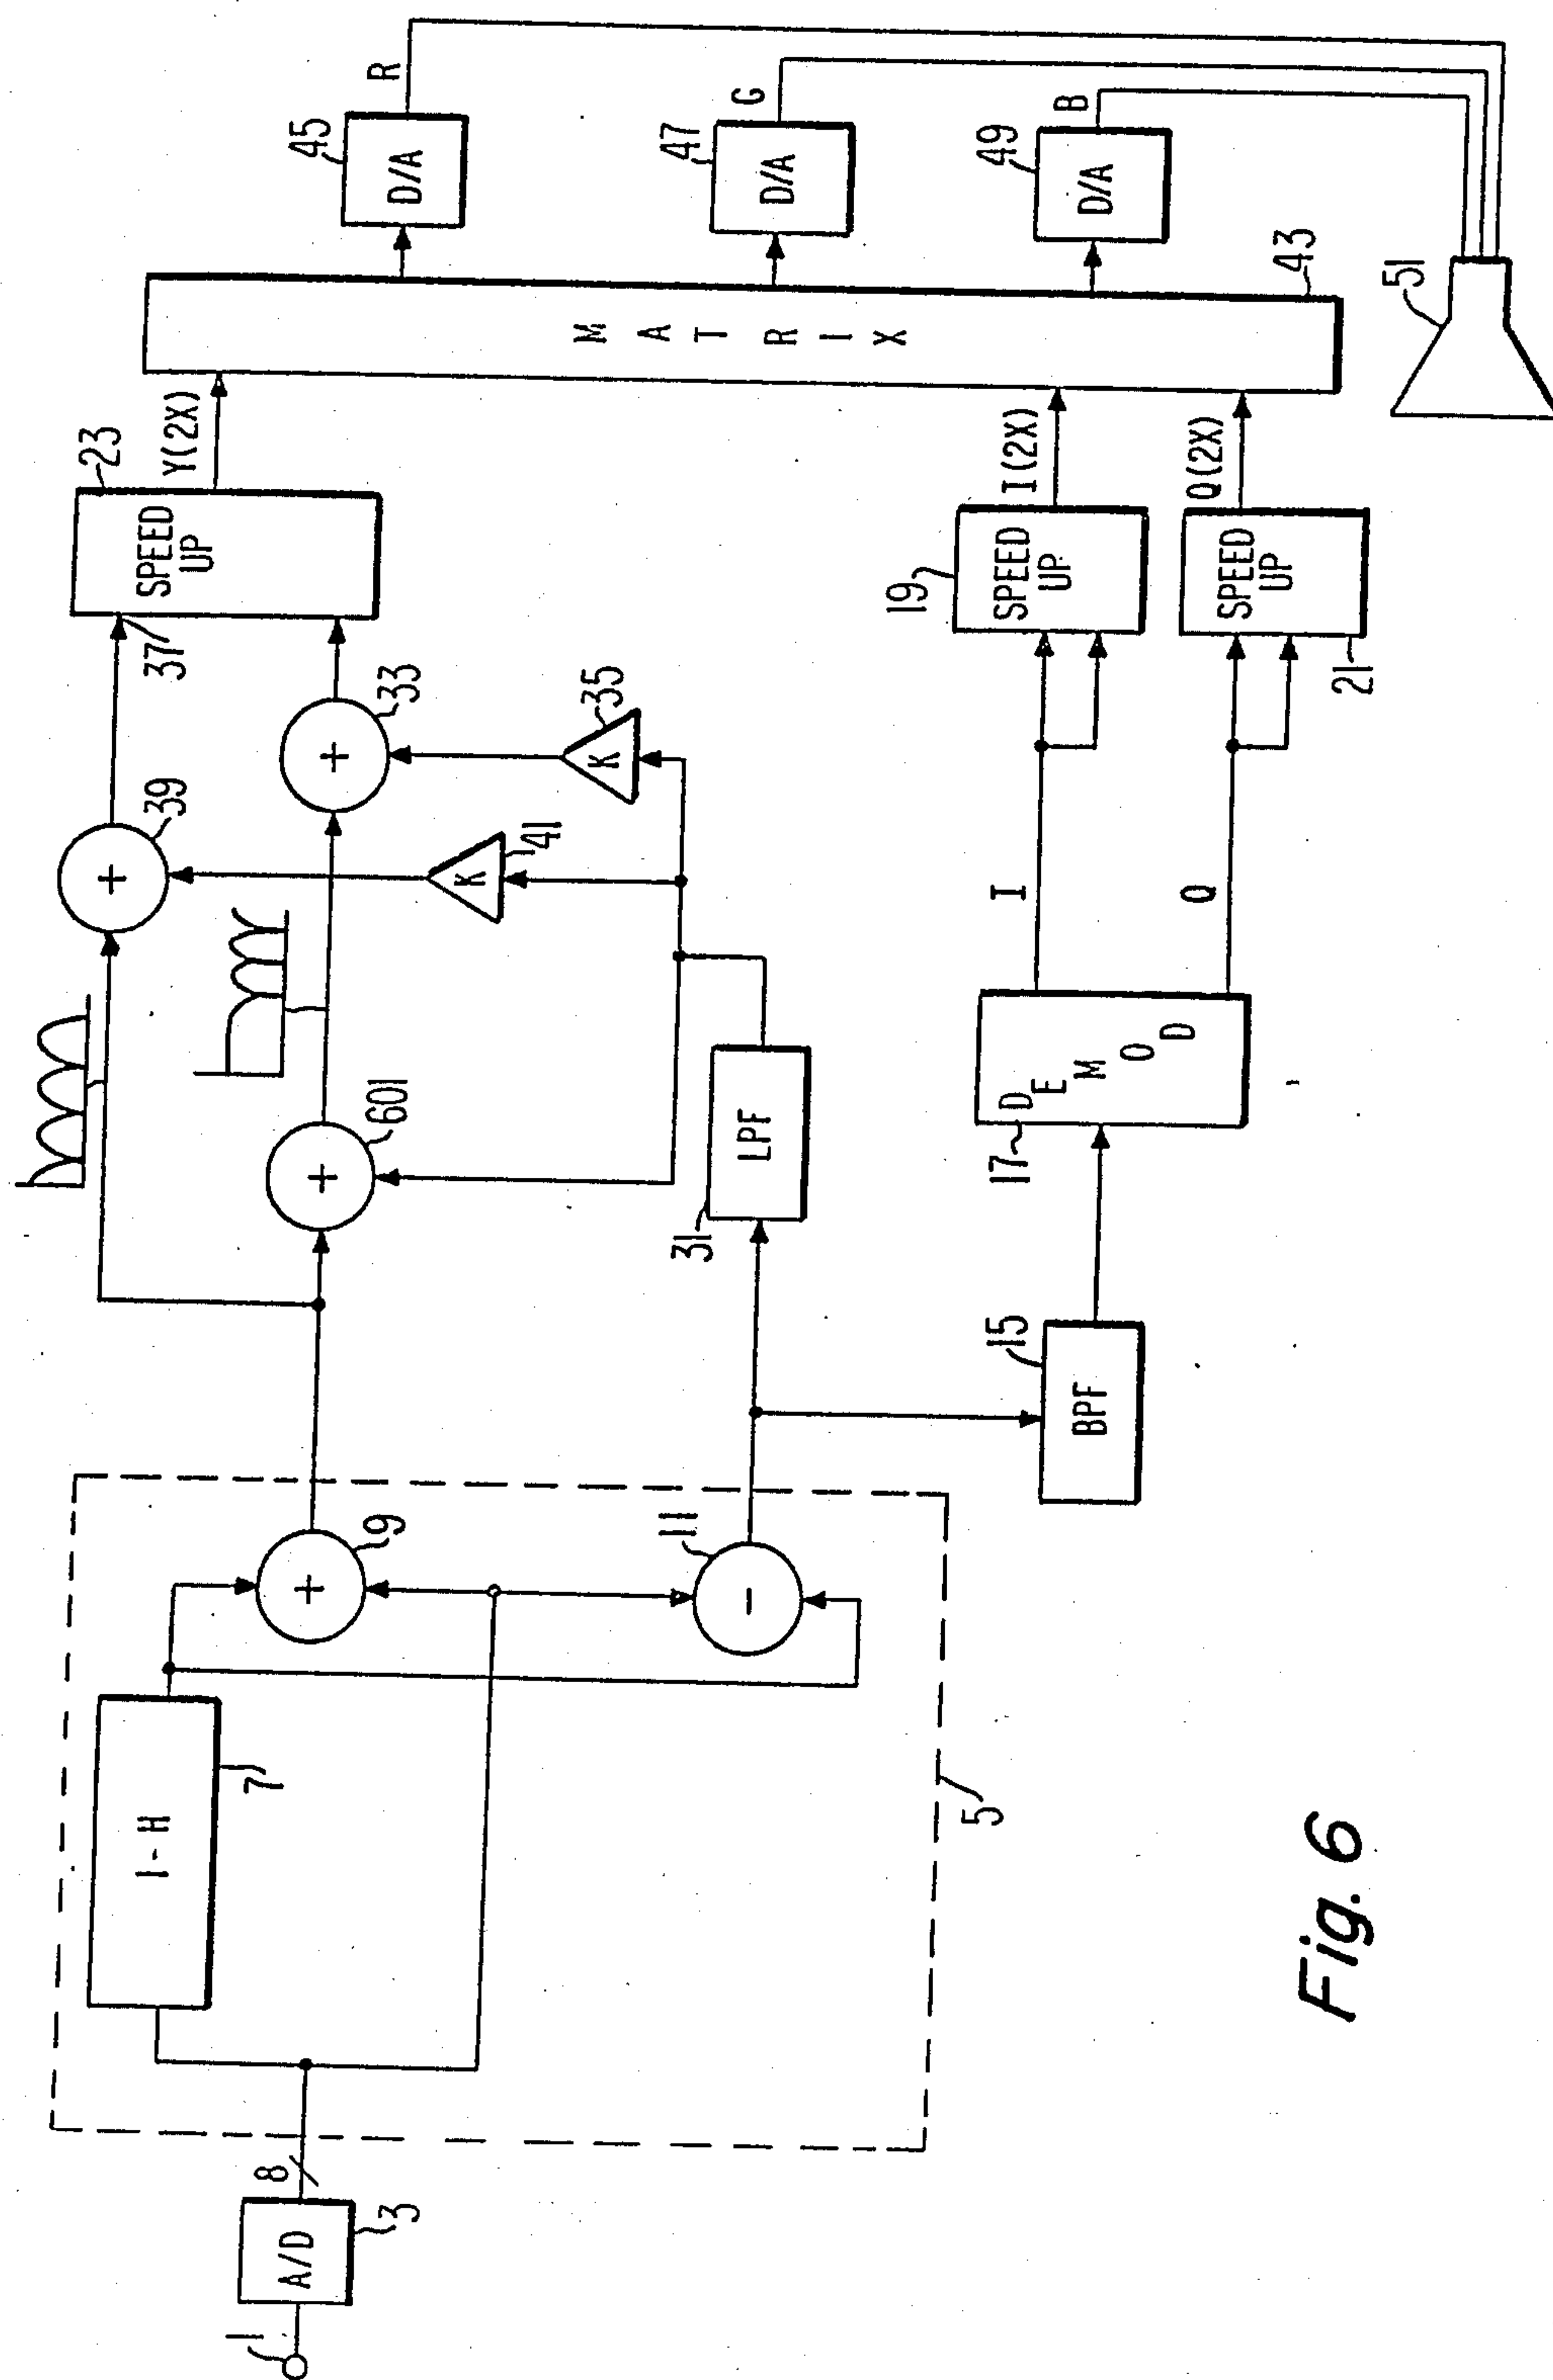 1
A/D
3
8
5
1-H
7
+
9
-
11
BPF
15
LPF
31
+
601
DEMOD
17
I
Q
+
39
K
41
+
33
K
35
37
SPEED
UP
23
Y(2X)
19
SPEED
UP
I(2X)
SPEED
UP
21
Q(2X)
MATRIX
43
45
D/A
R
47
D/A
G
49
D/A
B
51
Fig. 6